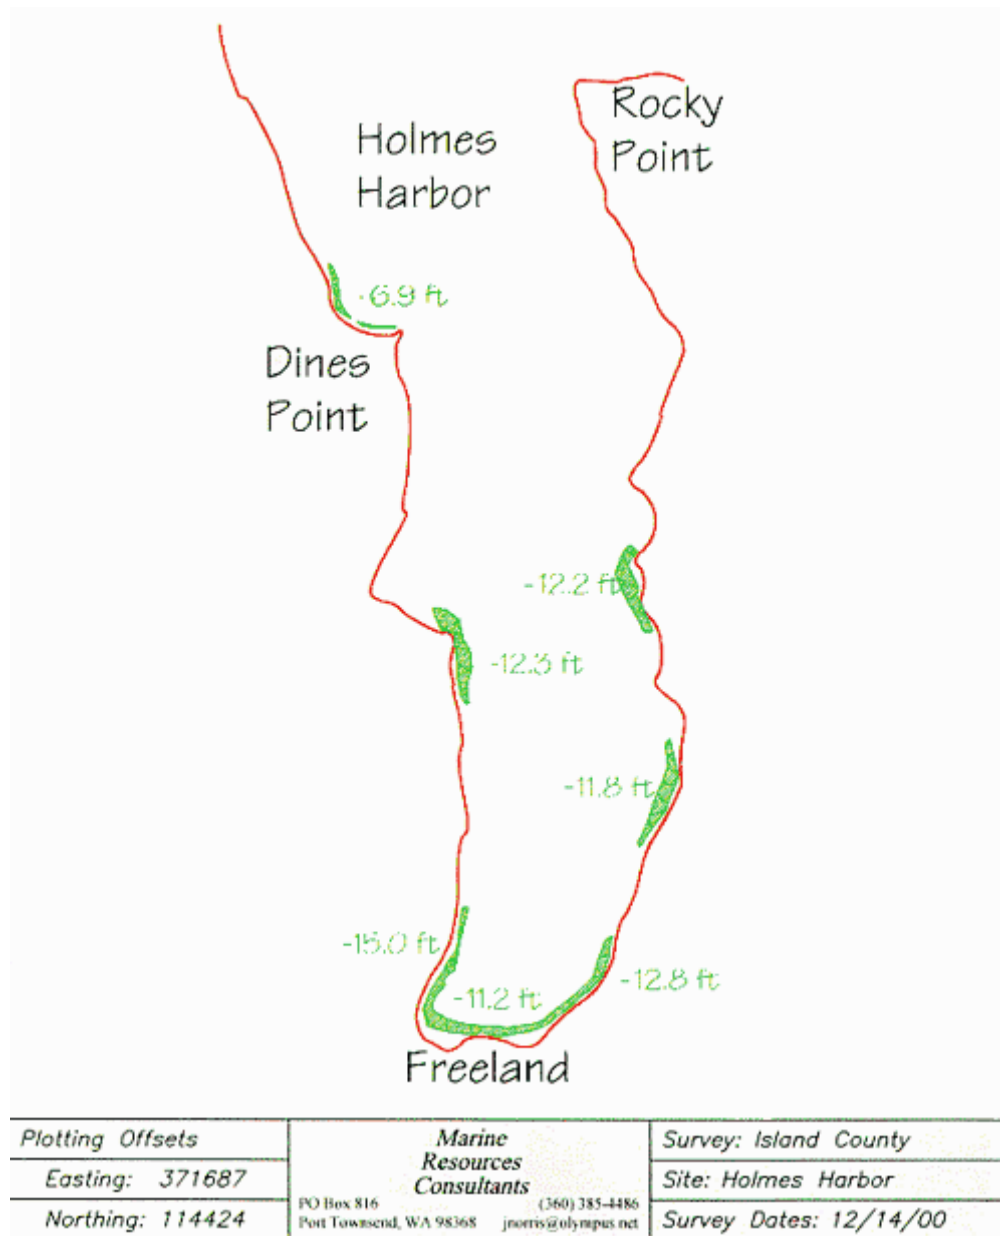 Holmes
Harbor
Rocky
Point
-6.9 ft
Dines
Point
-12.2 ft
-12.3 ft
-11.8 ft
-15.0 ft
-11.2 ft
-12.8 ft
Freeland
Plotting Offsets
Easting: 371687
Northing: 114424
Marine
Resources
Consultants
PO Box 816 (360) 385-4486
Port Townsend, WA 98368 jnorris@olympus.net
Survey: Island County
Site: Holmes Harbor
Survey Dates: 12/14/00